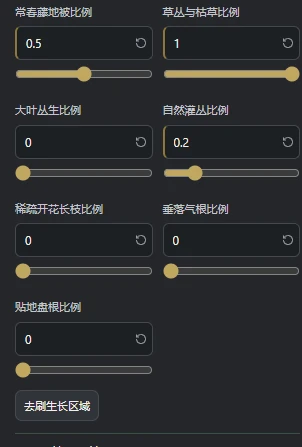 常春藤地被比例
草丛与枯草比例
0.5
1
大叶丛生比例
自然灌丛比例
0
0.2
稀疏开花长枝比例
垂落气根比例
0
0
贴地盘根比例
0
去刷生长区域